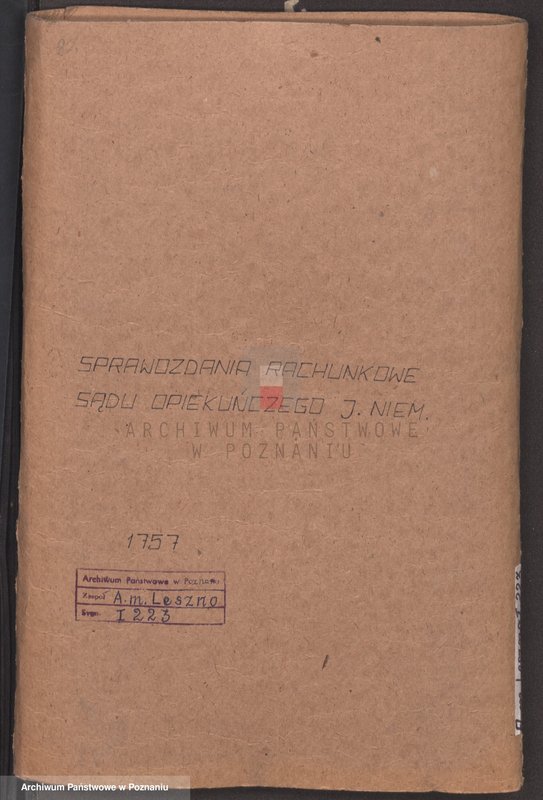 SPRAWOZDANIA RACHUNKOWE
SĄDU OPIEKUŃCZEGO J. NIEM.
ARCHIWUM PAŃSTWOWE
W POZNANIU
1757
Archiwum Państwowe w Poznaniu
Zespół A.m. Leszno
Sygn. I 223
Archiwum Państwowe w Poznaniu